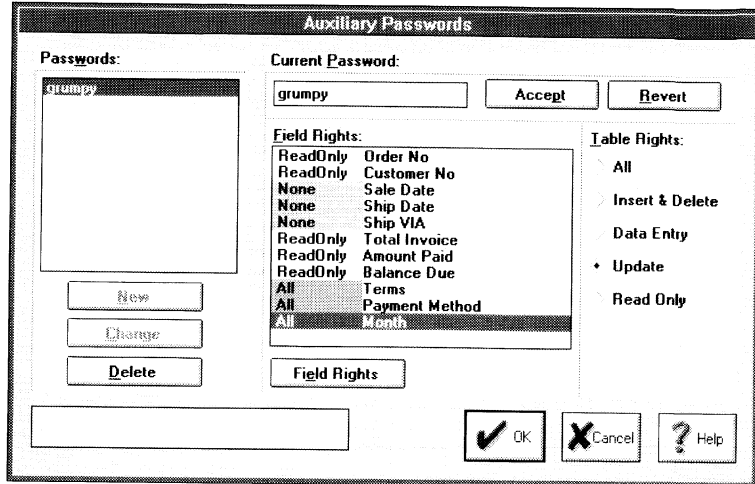 Auxiliary Passwords
Passwords:
grumpy
New
Change
Delete
Current Password:
grumpy
Accept
Revert
Field Rights:
ReadOnly Order No
ReadOnly Customer No
None Sale Date
None Ship Date
None Ship VIA
ReadOnly Total Invoice
ReadOnly Amount Paid
ReadOnly Balance Due
All Terms
All Payment Method
All Month
Field Rights
Table Rights:
All
Insert & Delete
Data Entry
Update
Read Only
OK
Cancel
? Help